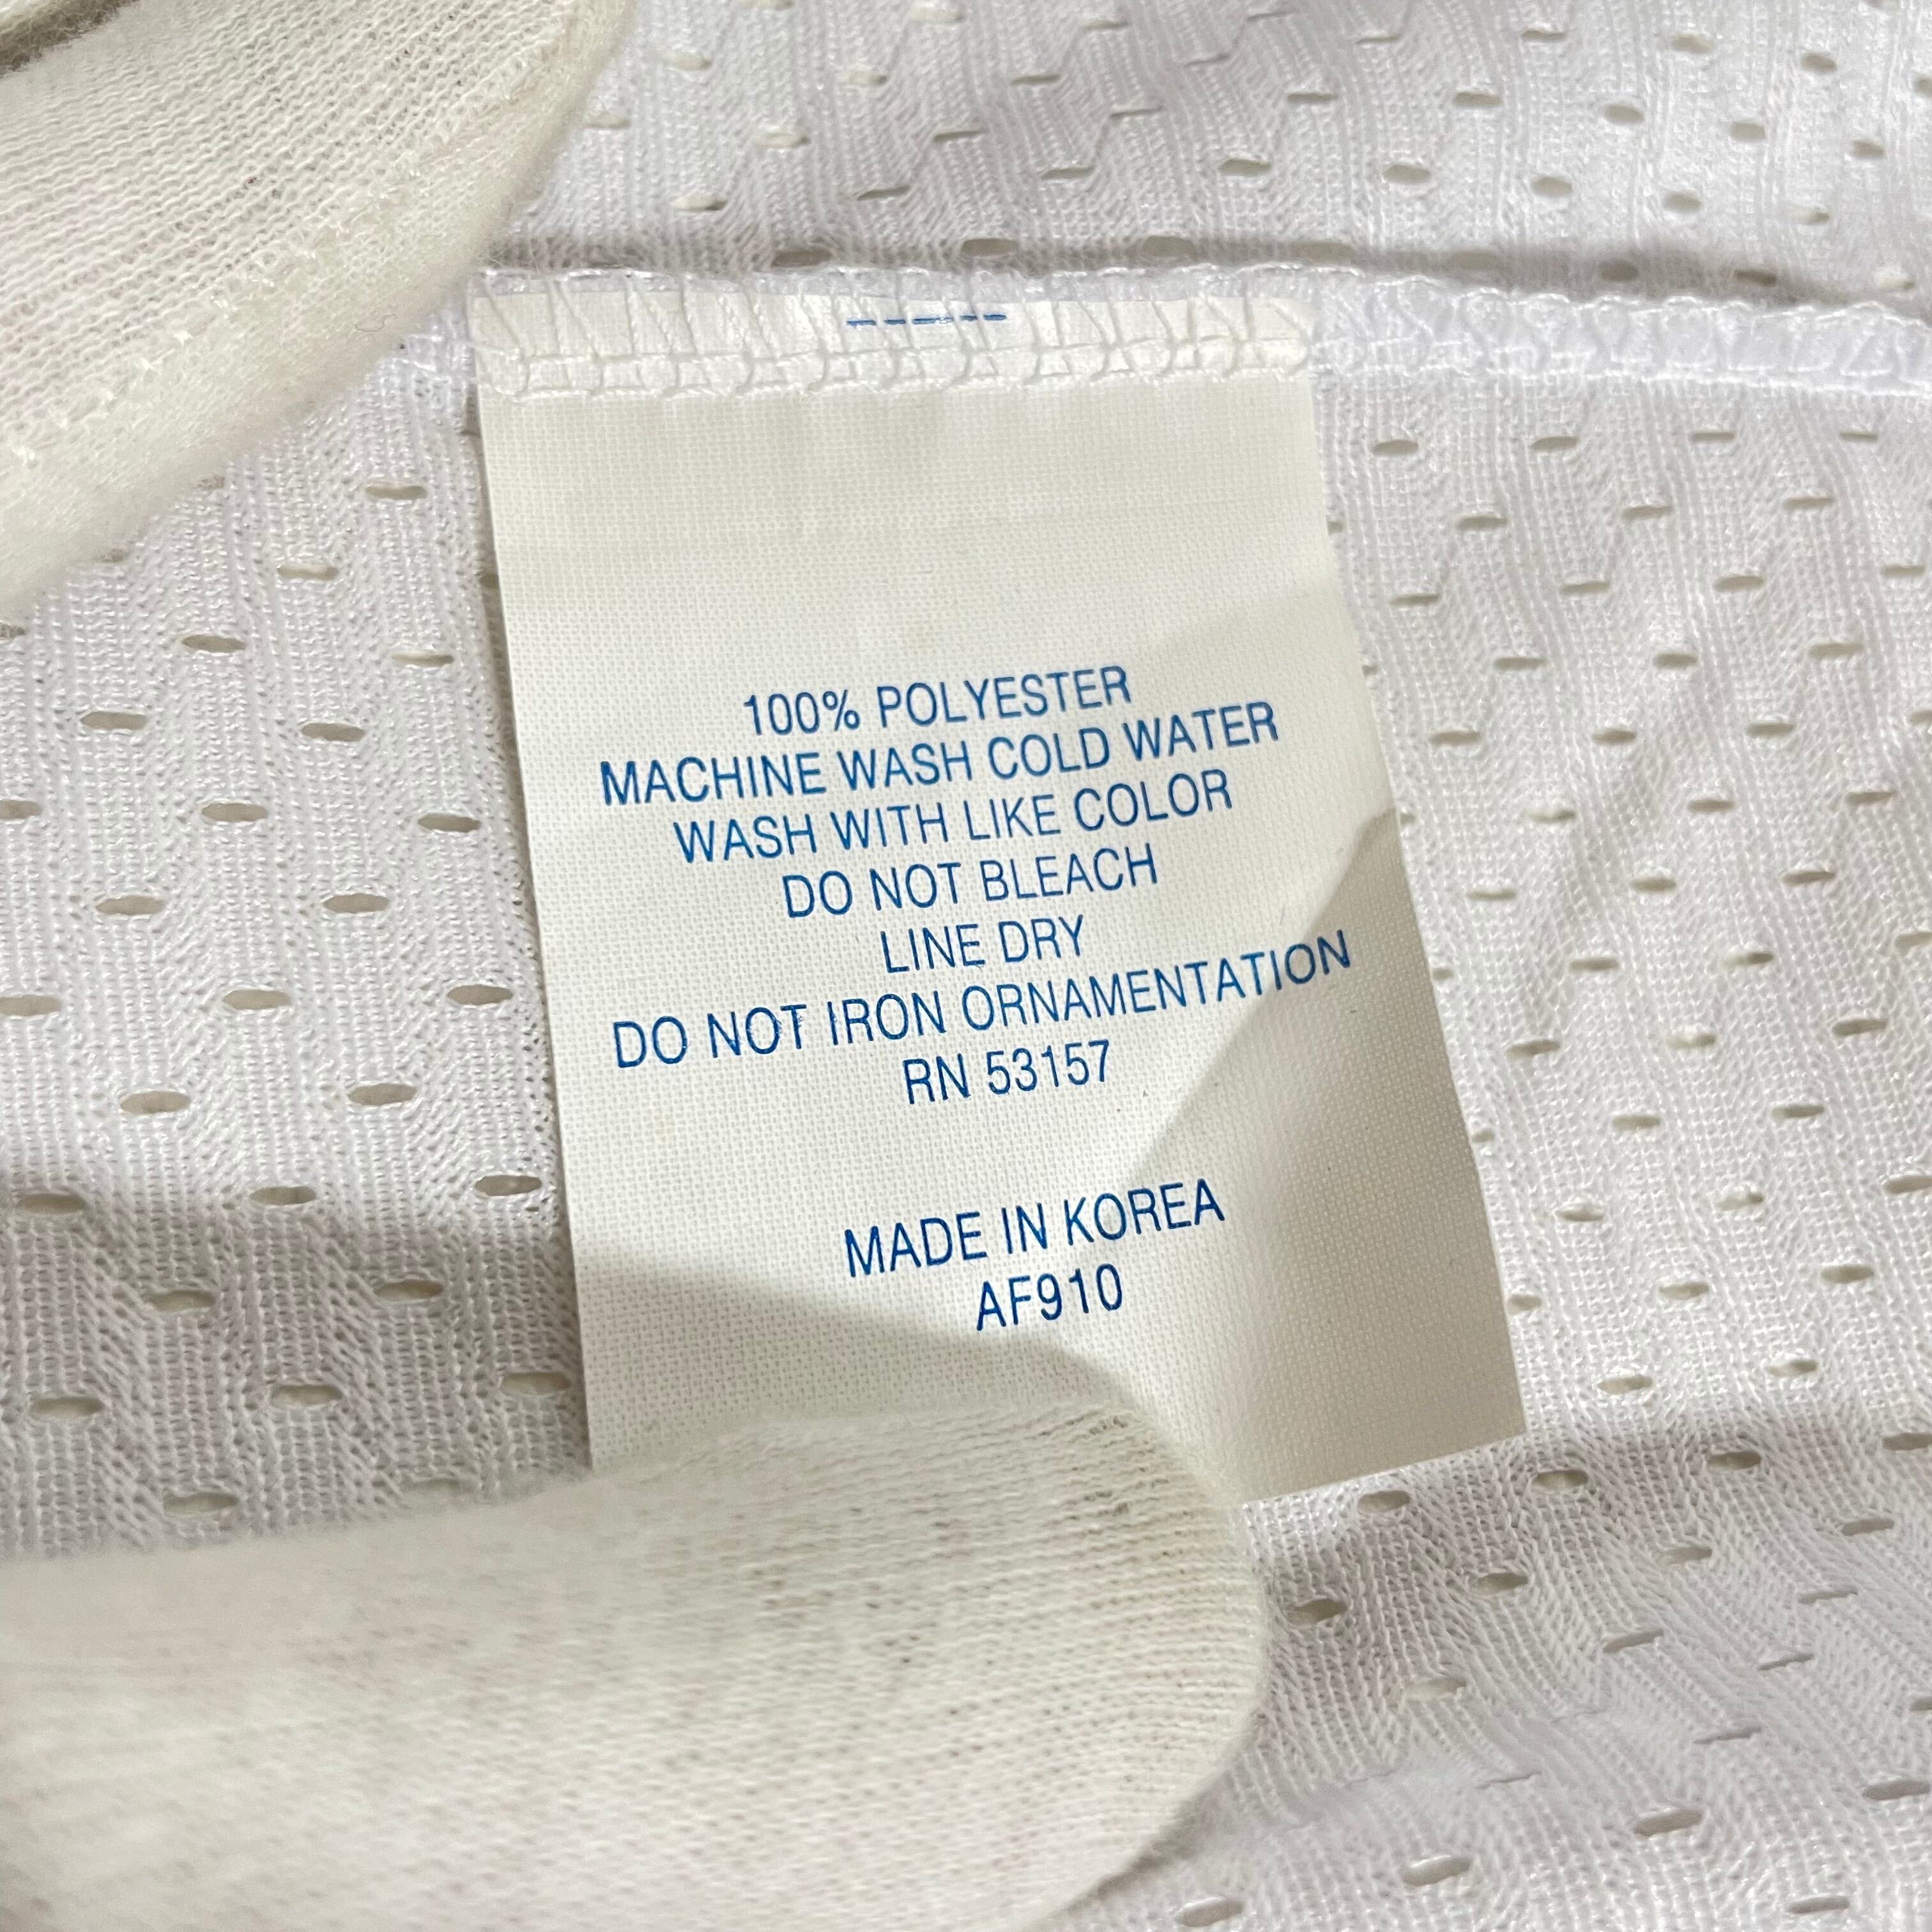 100% POLYESTER
MACHINE WASH COLD WATER
WASH WITH LIKE COLOR
DO NOT BLEACH
LINE DRY
DO NOT IRON ORNAMENTATION
RN 53157
MADE IN KOREA
AF910